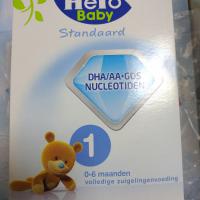 Hero
Baby
Standaard
DHA/AA•GOS
NUCLEOTIDEN
1
0-6 maanden
volledige zuigelingenvoeding